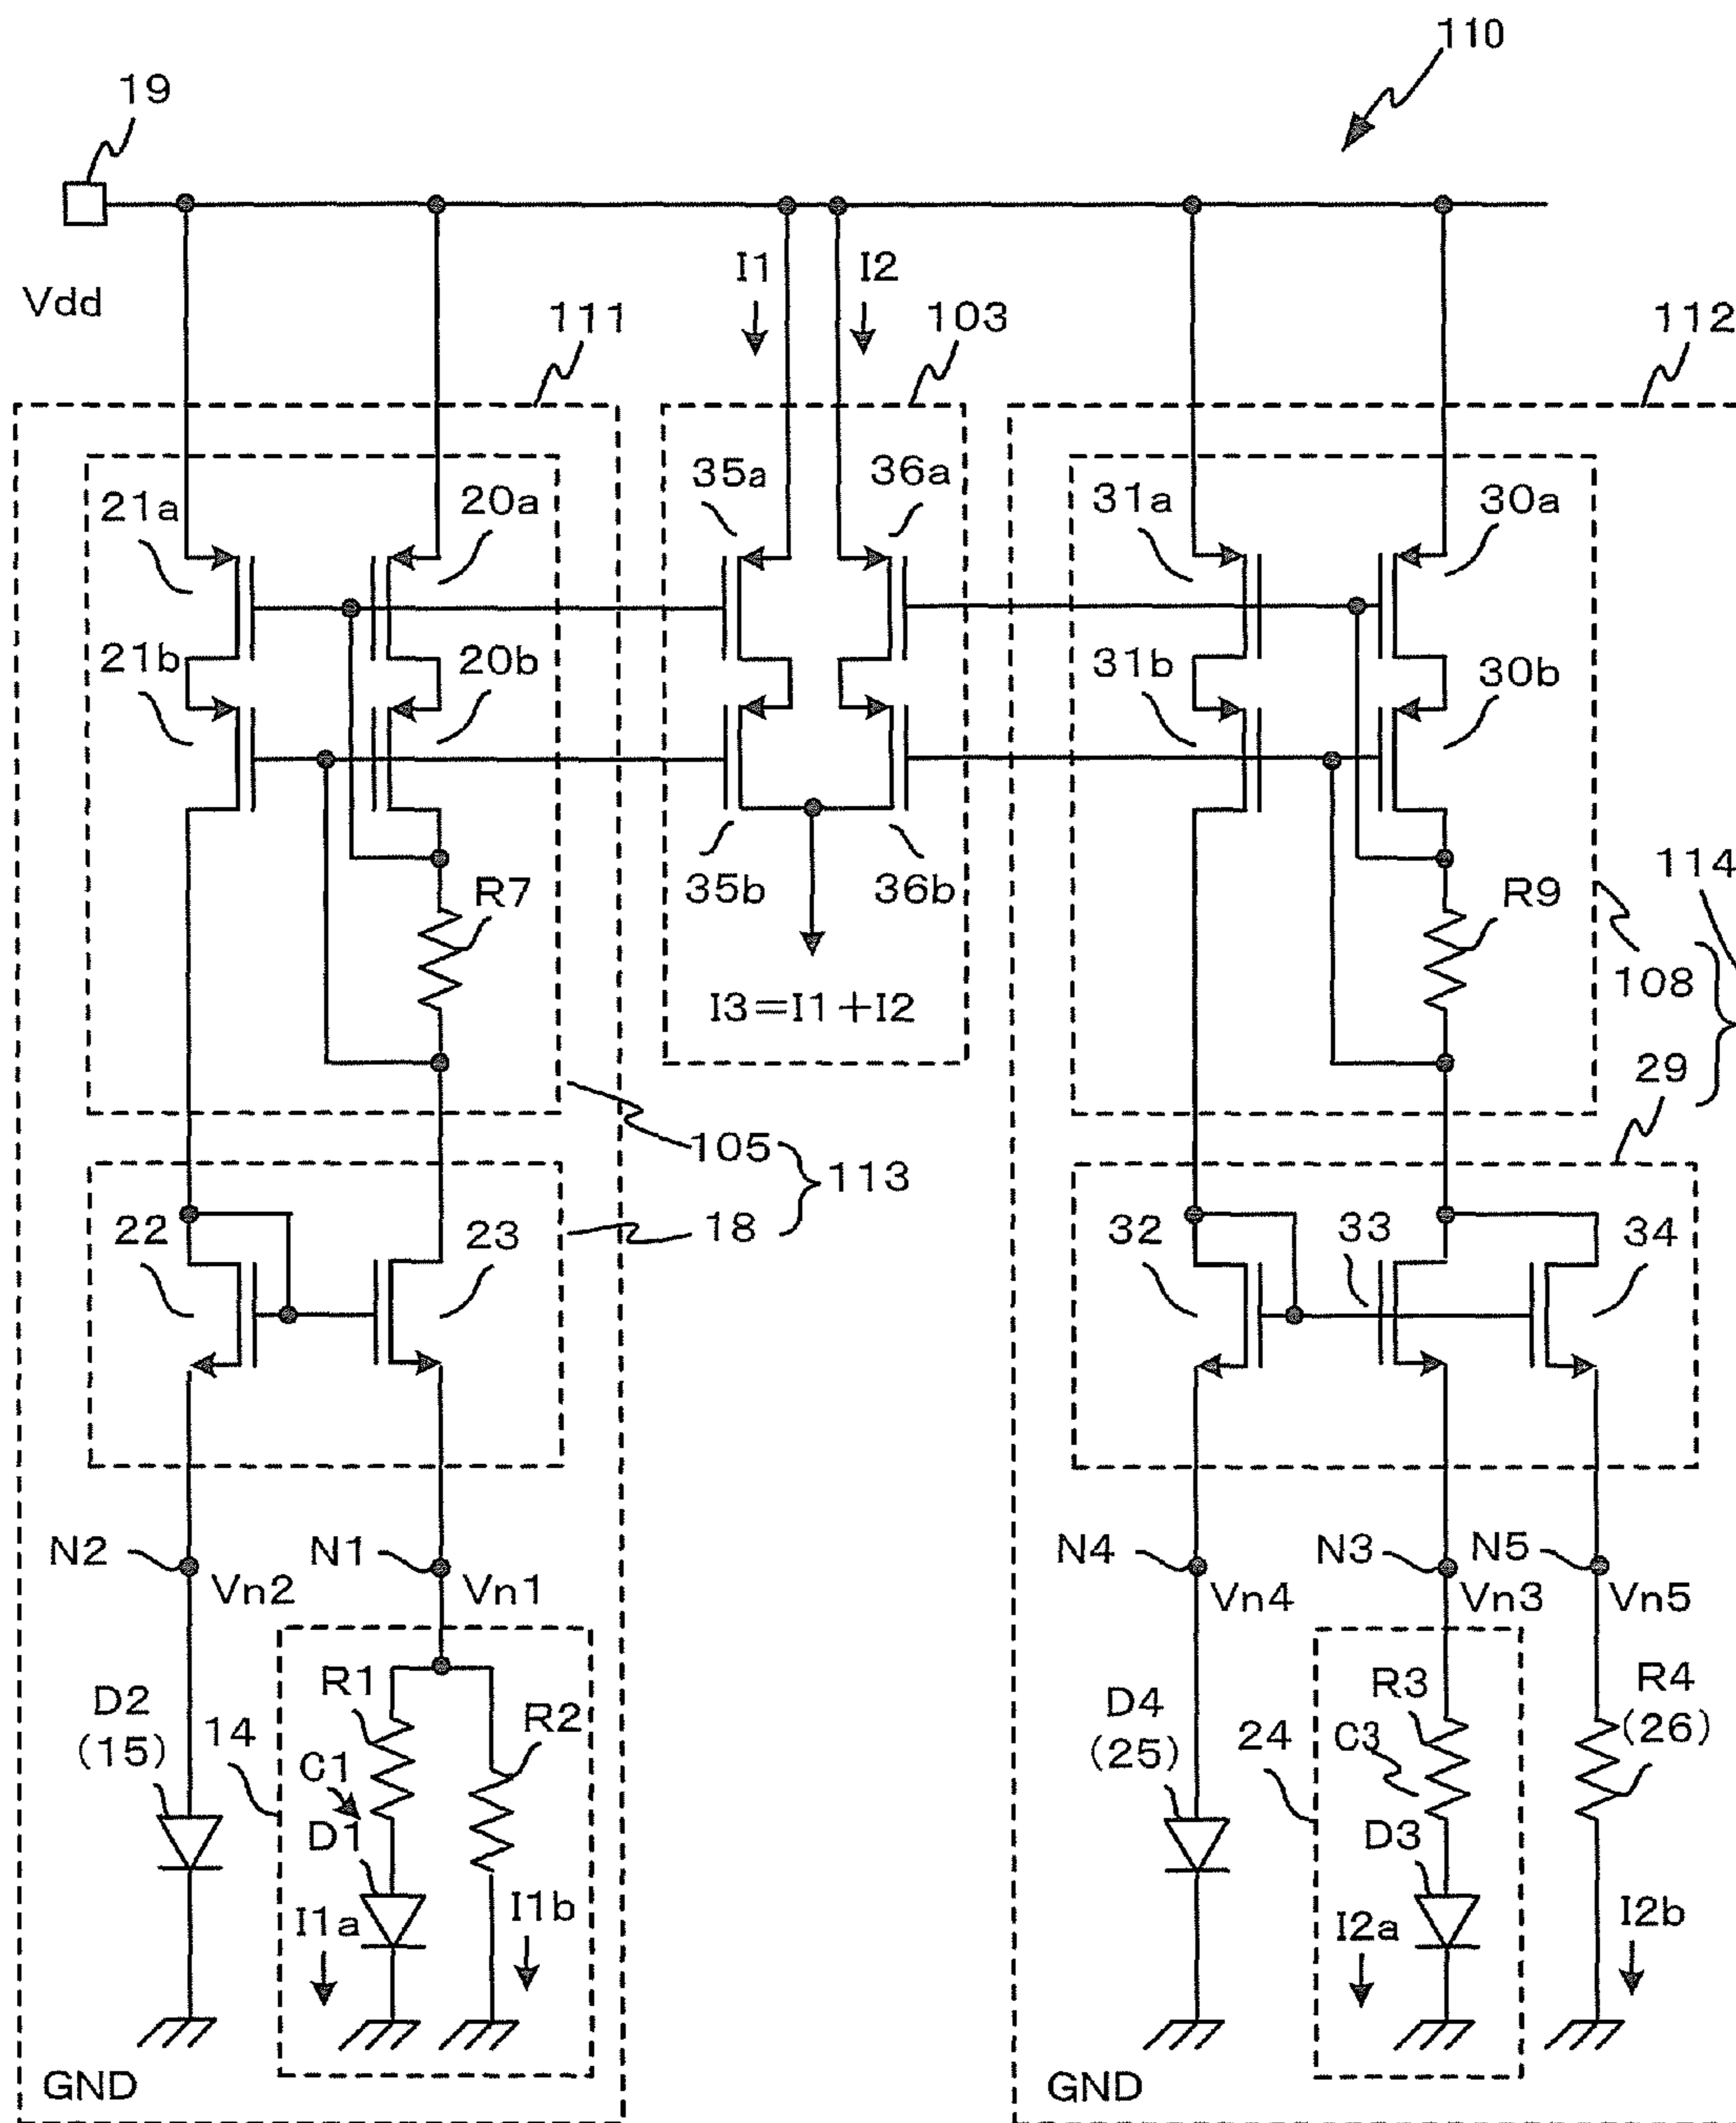 110
19
I1
I2
Vdd
111
103
112
35a
36a
21a
20a
31a
30a
21b
20b
31b
30b
35b
36b
R7
R9
114
108
I3=I1+I2
29
105
113
18
22
23
32
33
34
N2
N1
N4
N3
N5
Vn2
Vn1
Vn4
Vn3
Vn5
D2
(15)
14
R1
R2
C1
D1
D4
(25)
24
R3
C3
R4
(26)
D3
I1a
I1b
I2a
I2b
GND
GND